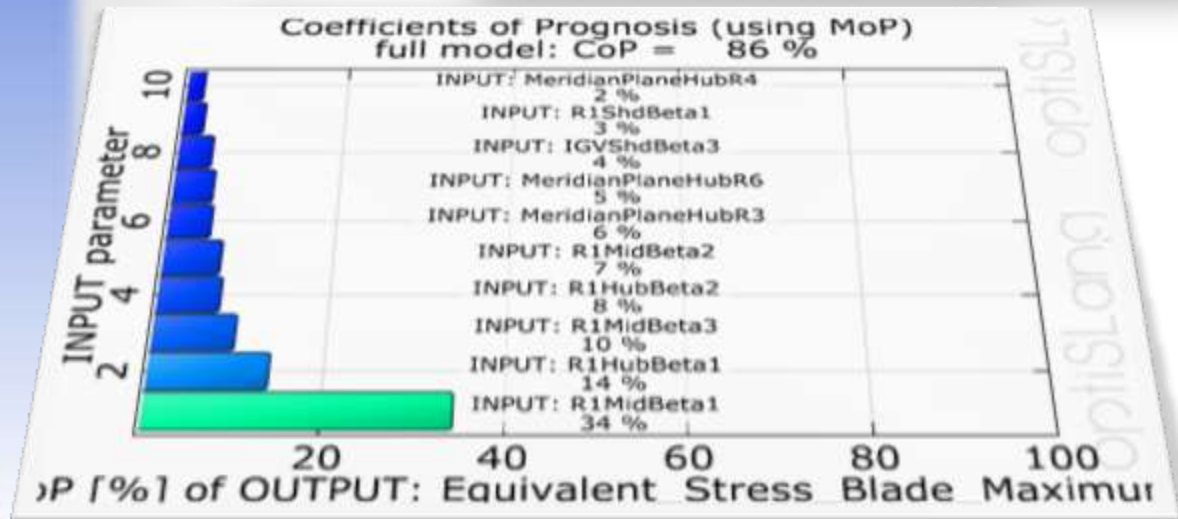 Coefficients of Prognosis (using MoP)
full model: CoP = 86 %
INPUT: MeridianPlaneHubR4
2 %
INPUT: R1ShdBeta1
3 %
INPUT: IGVShdBeta3
4 %
INPUT: MeridianPlaneHubR6
5 %
INPUT: MeridianPlaneHubR3
6 %
INPUT: R1MidBeta2
7 %
INPUT: R1HubBeta2
8 %
INPUT: R1MidBeta3
10 %
INPUT: R1HubBeta1
14 %
INPUT: R1MidBeta1
34 %
INPUT parameter
10
8
6
4
2
20 40 60 80 100
oP [%] of OUTPUT: Equivalent Stress Blade Maximur
optiSLang optiSL